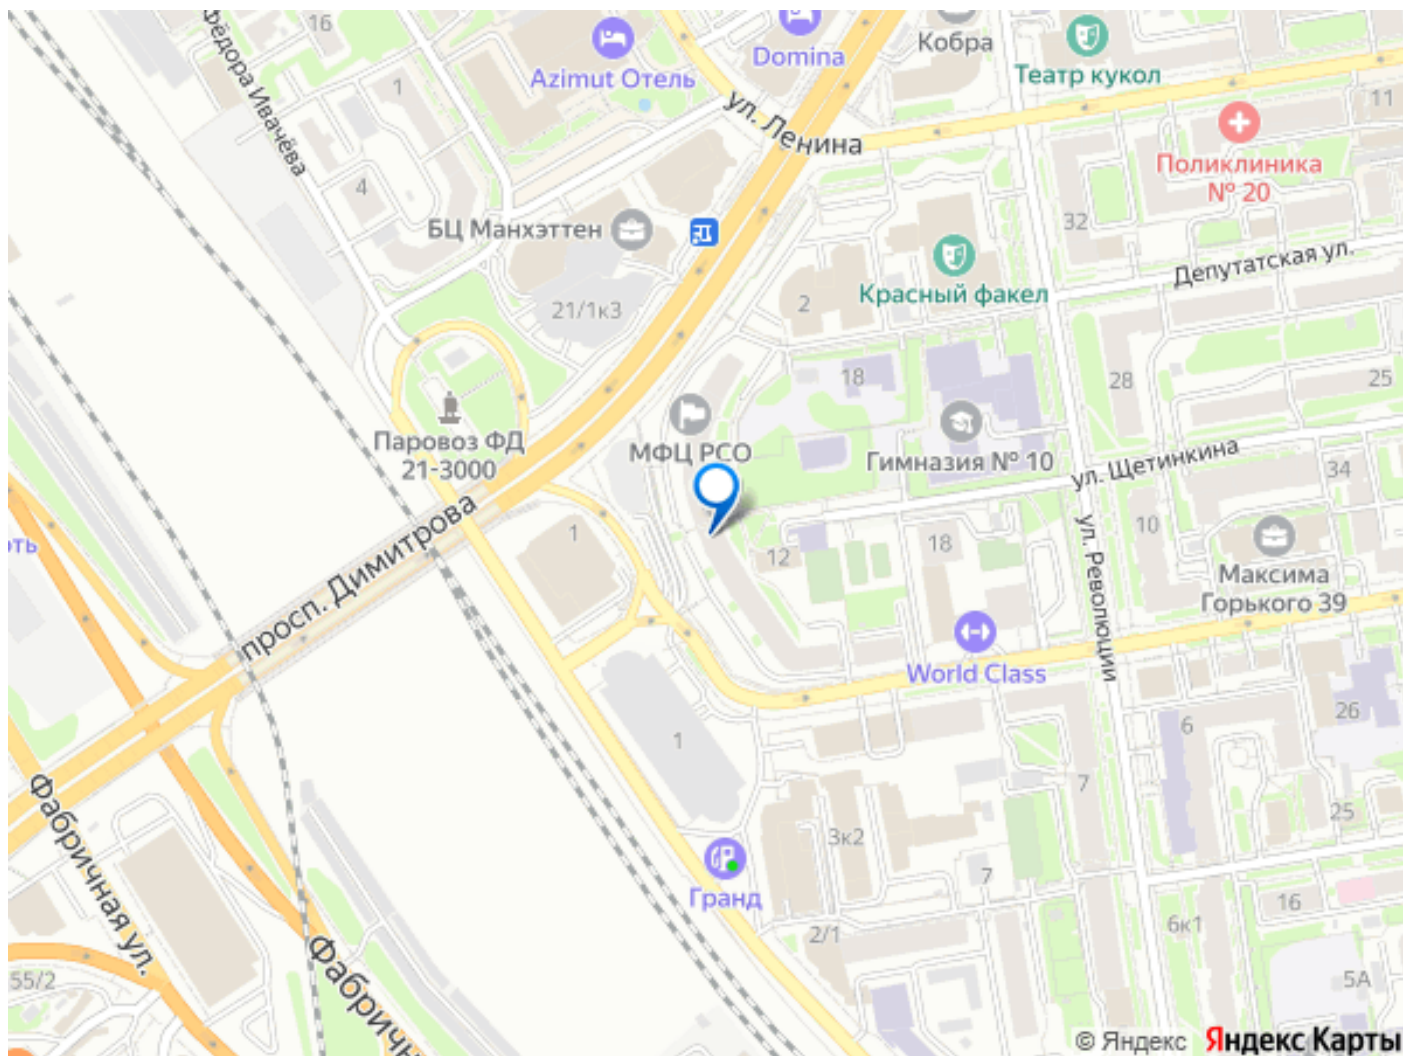 Фёдора Ивачёва
16
1
Azimut Отель
Domina
Кобра
Театр кукол
11
ул. Ленина
Поликлиника
№ 20
4
БЦ Манхэттен
32
Депутатская ул.
Красный факел
2
21/1к3
18
28
25
Паровоз ФД
21-3000
МФЦ РСО
Гимназия № 10
ул. Щетинкина
34
просп. Димитрова
1
12
18
10
ул. Революции
Максима
Горького 39
World Class
26
1
6
7
25
Фабричная ул.
3к2
7
Гранд
16
2/1
6к1
Фабричн
55/2
5А
© Яндекс Яндекс Карты